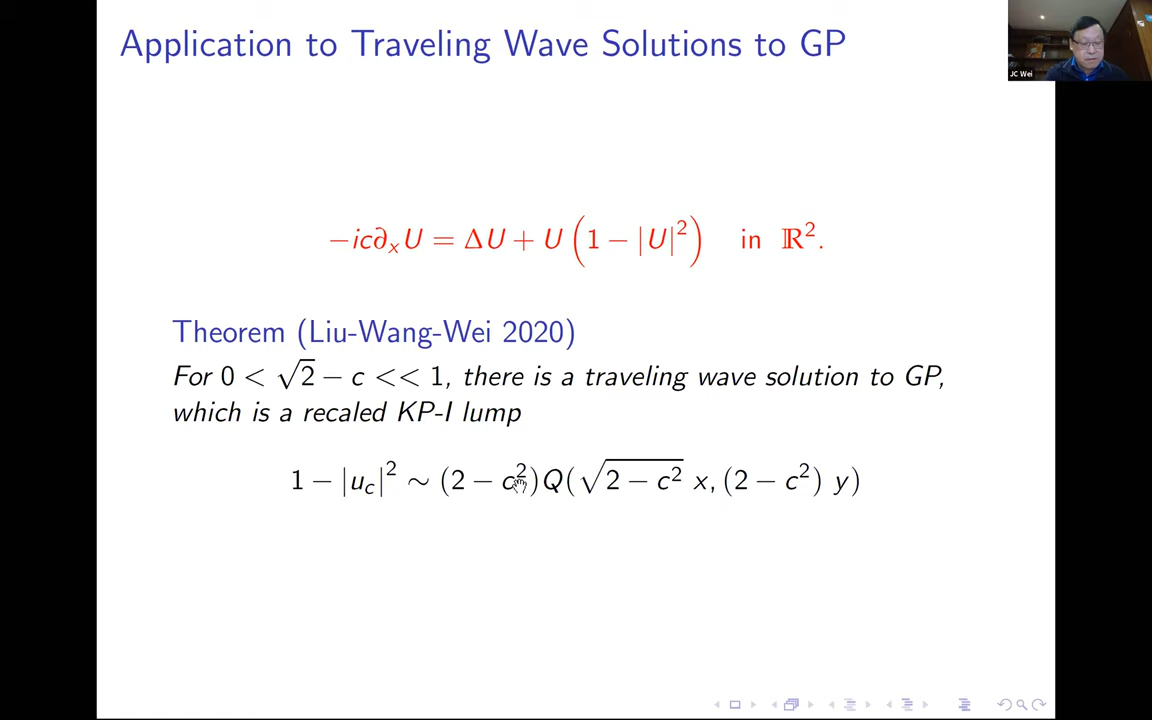 Application to Traveling Wave Solutions to GP
JC Wei
−ic∂ₓU = ΔU + U(1 − |U|²) in ℝ².
Theorem (Liu-Wang-Wei 2020)
For 0 < √2 − c << 1, there is a traveling wave solution to GP,
which is a recaled KP-I lump
1 − |u_c|² ∼ (2 − c²)Q(√(2 − c²) x, (2 − c²) y)